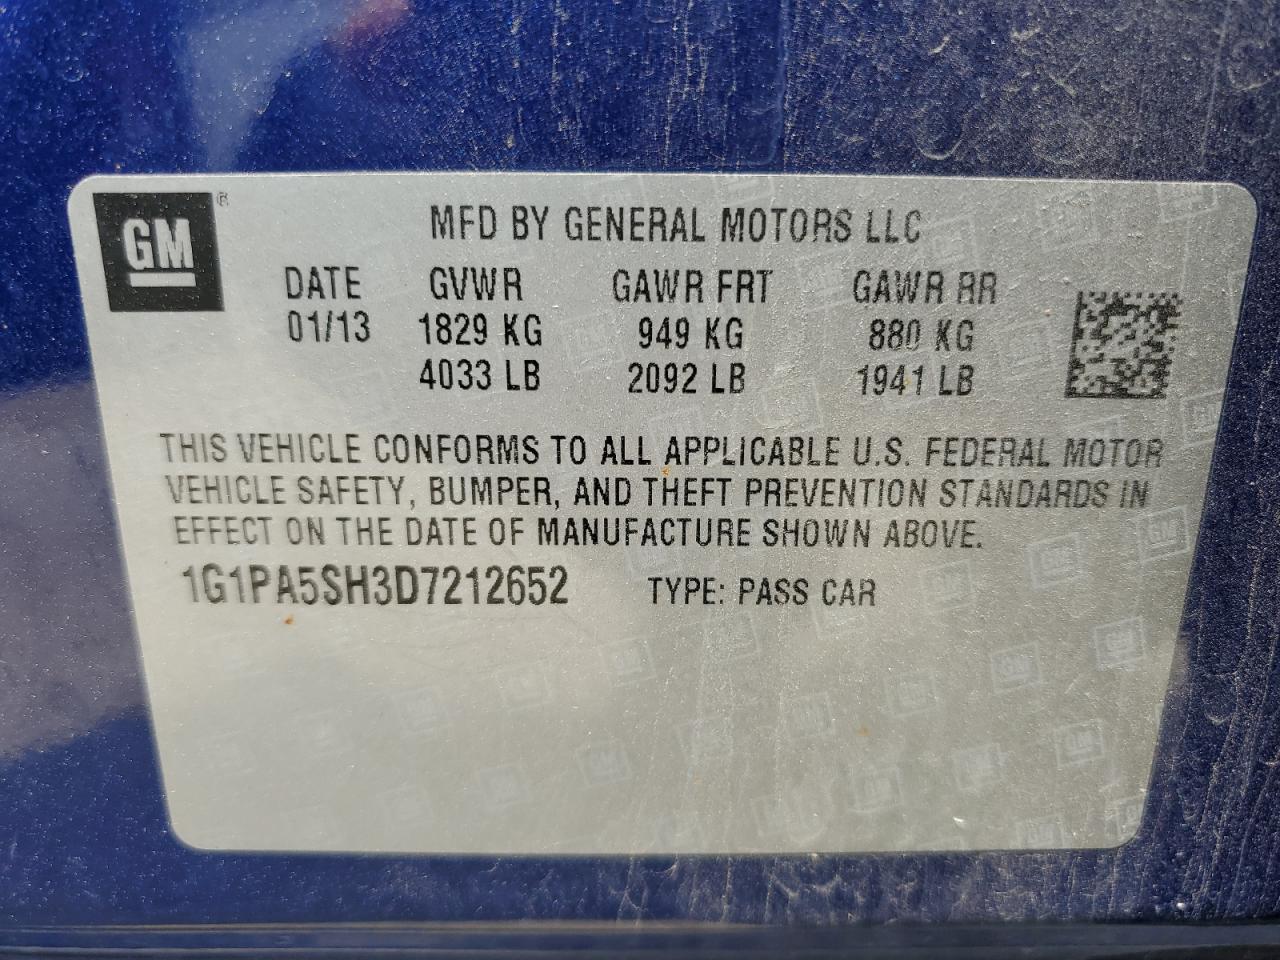 GM ®
MFD BY GENERAL MOTORS LLC
DATE GVWR GAWR FRT GAWR RR
01/13 1829 KG 949 KG 880 KG
4033 LB 2092 LB 1941 LB
THIS VEHICLE CONFORMS TO ALL APPLICABLE U.S. FEDERAL MOTOR
VEHICLE SAFETY, BUMPER, AND THEFT PREVENTION STANDARDS IN
EFFECT ON THE DATE OF MANUFACTURE SHOWN ABOVE.
1G1PA5SH3D7212652 TYPE: PASS CAR